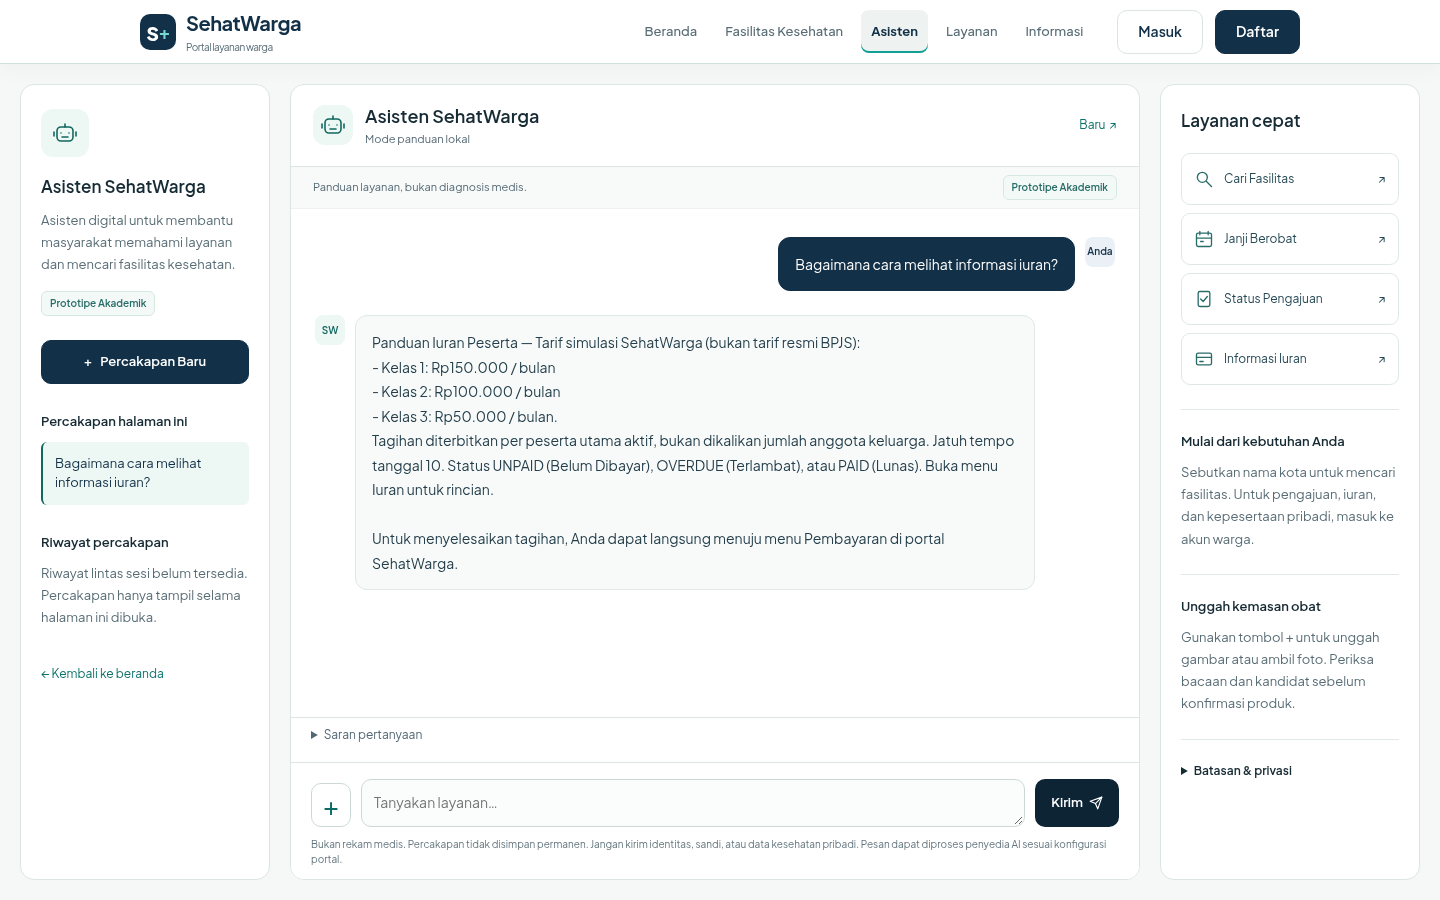 S+ SehatWarga
Portal layanan warga
Beranda
Fasilitas Kesehatan
Asisten
Layanan
Informasi
Masuk
Daftar
Asisten SehatWarga
Asisten digital untuk membantu
masyarakat memahami layanan
dan mencari fasilitas kesehatan.
Prototipe Akademik
+ Percakapan Baru
Percakapan halaman ini
Bagaimana cara melihat
informasi iuran?
Riwayat percakapan
Riwayat lintas sesi belum tersedia.
Percakapan hanya tampil selama
halaman ini dibuka.
← Kembali ke beranda
Asisten SehatWarga
Mode panduan lokal
Baru ↗
Panduan layanan, bukan diagnosis medis.
Prototipe Akademik
Bagaimana cara melihat informasi iuran?
Anda
SW
Panduan Iuran Peserta — Tarif simulasi SehatWarga (bukan tarif resmi BPJS):
- Kelas 1: Rp150.000 / bulan
- Kelas 2: Rp100.000 / bulan
- Kelas 3: Rp50.000 / bulan.
Tagihan diterbitkan per peserta utama aktif, bukan dikalikan jumlah anggota keluarga. Jatuh tempo
tanggal 10. Status UNPAID (Belum Dibayar), OVERDUE (Terlambat), atau PAID (Lunas). Buka menu
Iuran untuk rincian.
Untuk menyelesaikan tagihan, Anda dapat langsung menuju menu Pembayaran di portal
SehatWarga.
▶ Saran pertanyaan
+
Tanyakan layanan...
Kirim
Bukan rekam medis. Percakapan tidak disimpan permanen. Jangan kirim identitas, sandi, atau data kesehatan pribadi. Pesan dapat diproses penyedia AI sesuai konfigurasi
portal.
Layanan cepat
Cari Fasilitas ↗
Janji Berobat ↗
Status Pengajuan ↗
Informasi Iuran ↗
Mulai dari kebutuhan Anda
Sebutkan nama kota untuk mencari
fasilitas. Untuk pengajuan, iuran,
dan kepesertaan pribadi, masuk ke
akun warga.
Unggah kemasan obat
Gunakan tombol + untuk unggah
gambar atau ambil foto. Periksa
bacaan dan kandidat sebelum
konfirmasi produk.
▶ Batasan & privasi